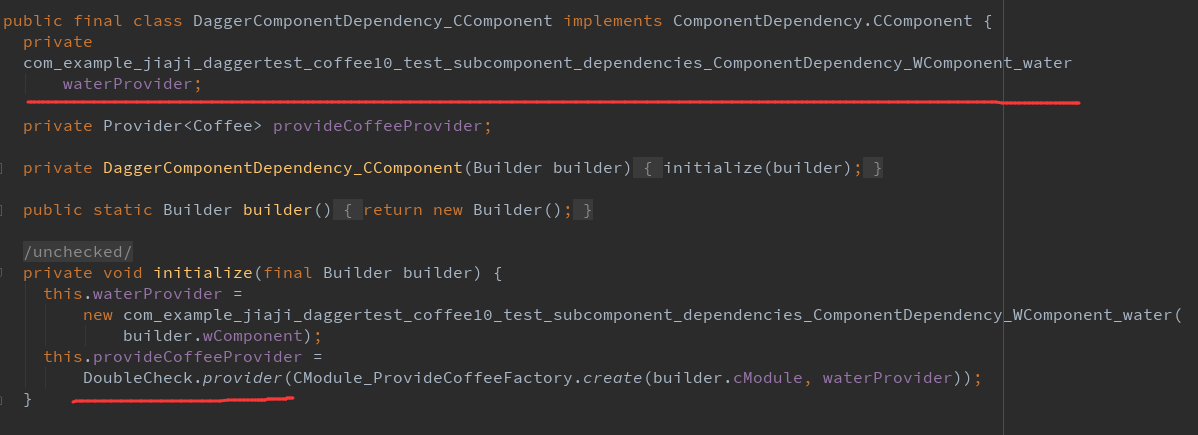 public final class DaggerComponentDependency_CComponent implements ComponentDependency.CComponent {
private
com_example_jiaji_daggertest_coffee10_test_subcomponent_dependencies_ComponentDependency_WComponent_water
waterProvider;
private Provider<Coffee> provideCoffeeProvider;
private DaggerComponentDependency_CComponent(Builder builder) { initialize(builder); }
public static Builder builder() { return new Builder(); }
/unchecked/
private void initialize(final Builder builder) {
this.waterProvider =
new com_example_jiaji_daggertest_coffee10_test_subcomponent_dependencies_ComponentDependency_WComponent_water(
builder.wComponent);
this.provideCoffeeProvider =
DoubleCheck.provider(CModule_ProvideCoffeeFactory.create(builder.cModule, waterProvider));
}